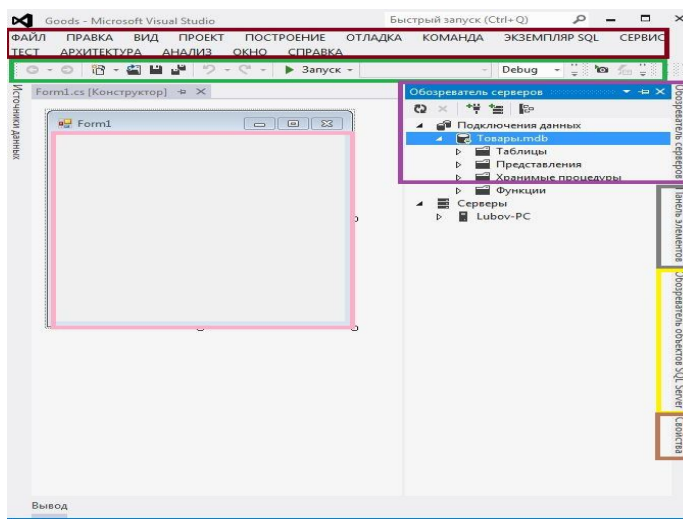 Goods - Microsoft Visual Studio
Быстрый запуск (Ctrl+Q)
ФАЙЛ ПРАВКА ВИД ПРОЕКТ ПОСТРОЕНИЕ ОТЛАДКА КОМАНДА ЭКЗЕМПЛЯР SQL СЕРВИС
ТЕСТ АРХИТЕКТУРА АНАЛИЗ ОКНО СПРАВКА
Запуск
Debug
Источники данных
Form1.cs [Конструктор]
Form1
Обозреватель серверов
Подключения данных
Товары.mdb
Таблицы
Представления
Хранимые процедуры
Функции
Серверы
Lubov-PC
Обозреватель серверов
Панель элементов
Обозреватель объектов SQL Server
Свойства
Вывод